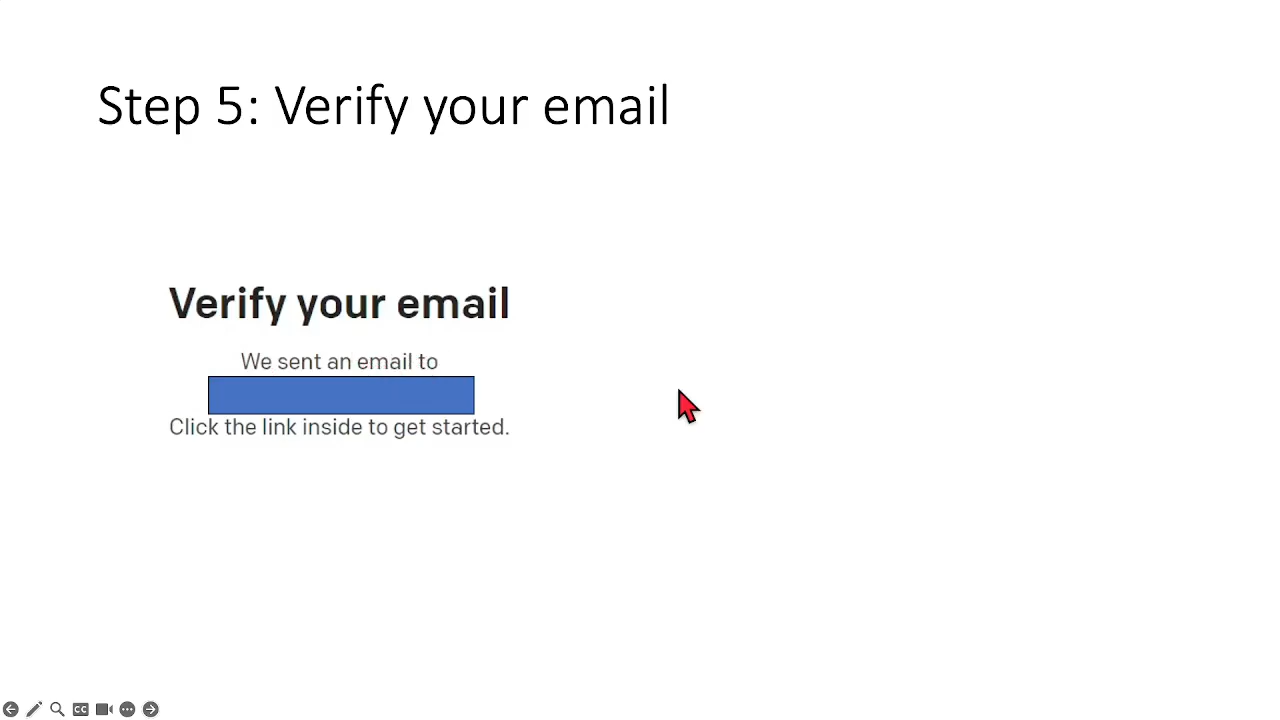 Step 5: Verify your email
Verify your email
We sent an email to
Click the link inside to get started.
CC